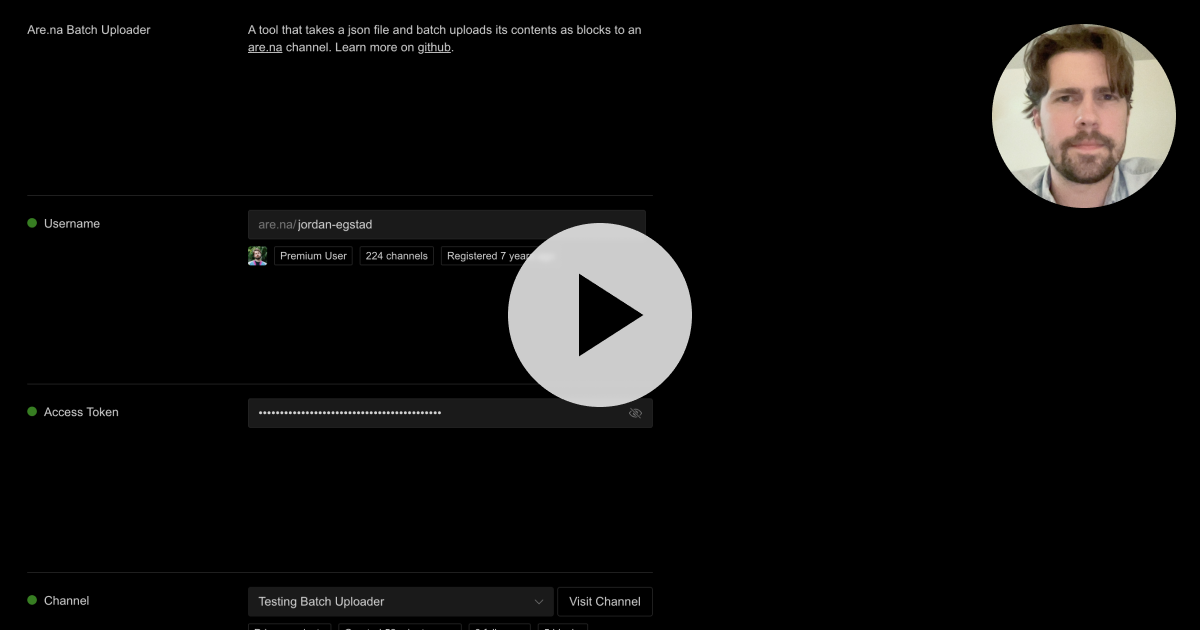 Are.na Batch Uploader
A tool that takes a json file and batch uploads its contents as blocks to an
are.na channel. Learn more on github.
Username
are.na/jordan-egstad
Premium User
224 channels
Registered 7
Access Token
••••••••••••••••••••••••••••••••••••••••••••
Channel
Testing Batch Uploader
Visit Channel